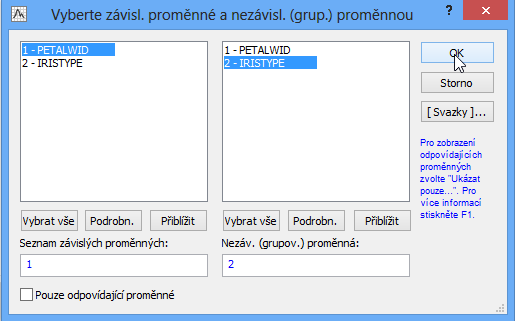 Vyberte závisl. proměnné a nezávisl. (grup.) proměnnou
1 - PETALWID
2 - IRISTYPE
1 - PETALWID
2 - IRISTYPE
OK
Storno
[ Svazky ]...
Pro zobrazení
odpovídajících
proměnných
zvolte "Ukázat
pouze...". Pro
více informací
stiskněte F1.
Vybrat vše
Podrobn.
Přiblížit
Vybrat vše
Podrobn.
Přiblížit
Seznam závislých proměnných:
1
Nezáv. (grupov.) proměnná:
2
Pouze odpovídající proměnné